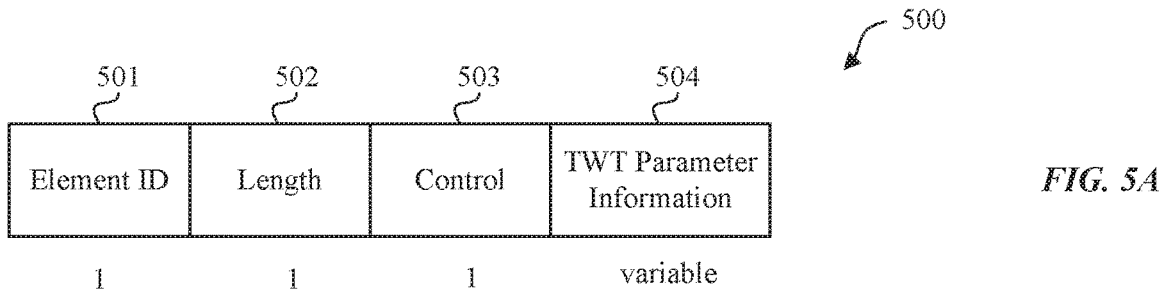 500
501 502 503 504
Element ID Length Control TWT Parameter
Information
FIG. 5A
1 1 1 variable